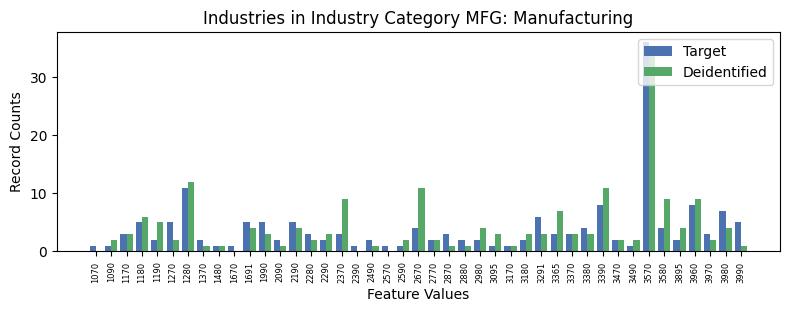 Industries in Industry Category MFG: Manufacturing
Target
Deidentified
Record Counts
30
20
10
0
1070 1090 1170 1180 1190 1270 1280 1370 1480 1670 1691 1990 2090 2190 2280 2290 2370 2390 2490 2570 2590 2670 2770 2870 2880 2980 3095 3170 3180 3291 3365 3370 3380 3390 3470 3490 3570 3580 3895 3960 3970 3980 3990
Feature Values